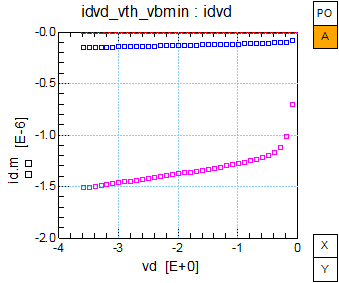 idvd_vth_vbmin : idvd
PO
A
-0.0
-0.5
-1.0
-1.5
-2.0
id.m [E-6]
-4
-3
-2
-1
0
vd [E+0]
X
Y